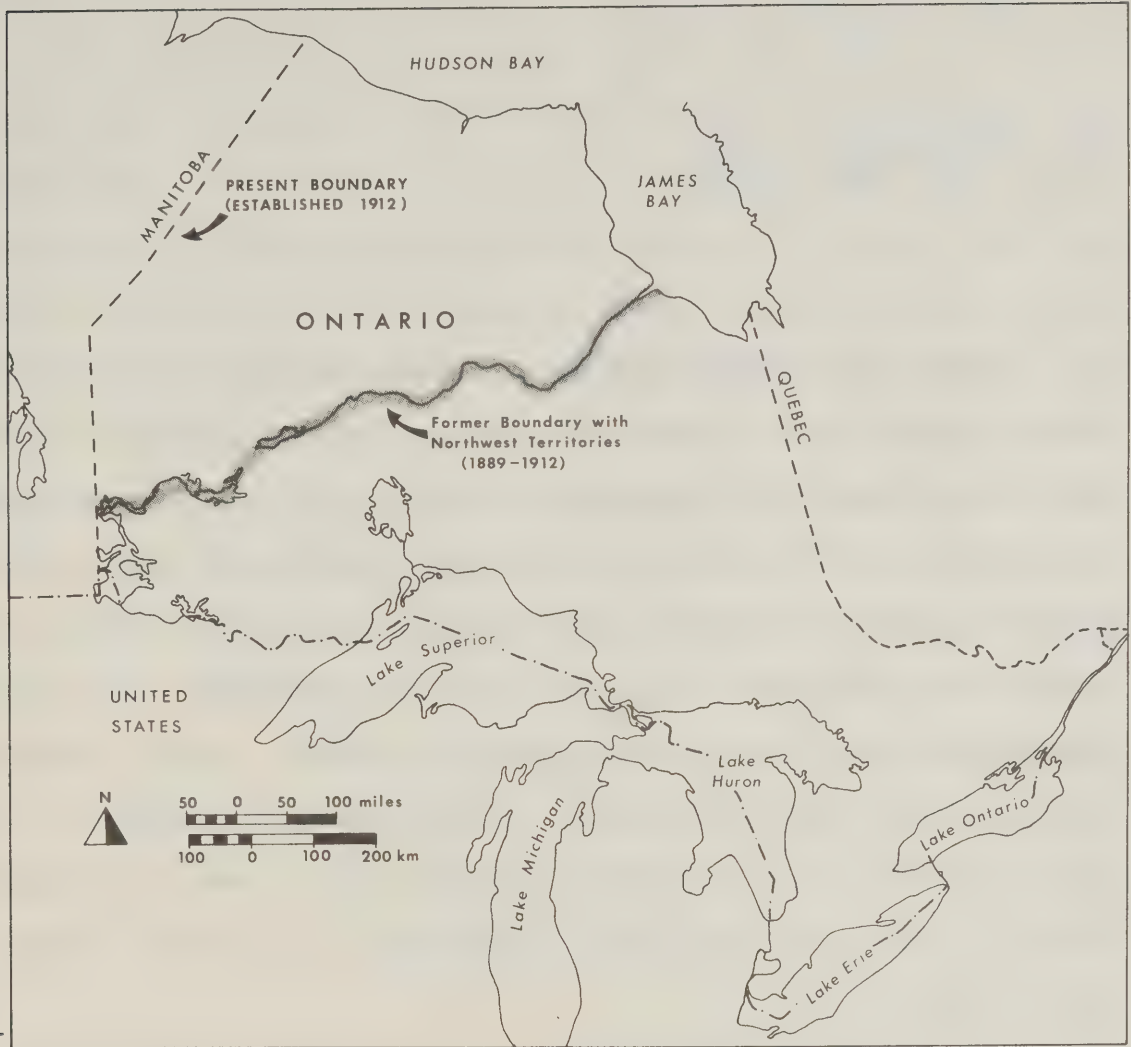 HUDSON BAY
MANITOBA
PRESENT BOUNDARY
(ESTABLISHED 1912)
JAMES
BAY
ONTARIO
Former Boundary with
Northwest Territories
(1889-1912)
QUEBEC
Lake Superior
UNITED
STATES
Lake
Huron
N
50 0 50 100 miles
100 0 100 200 km
Lake Michigan
Lake Ontario
Lake Erie